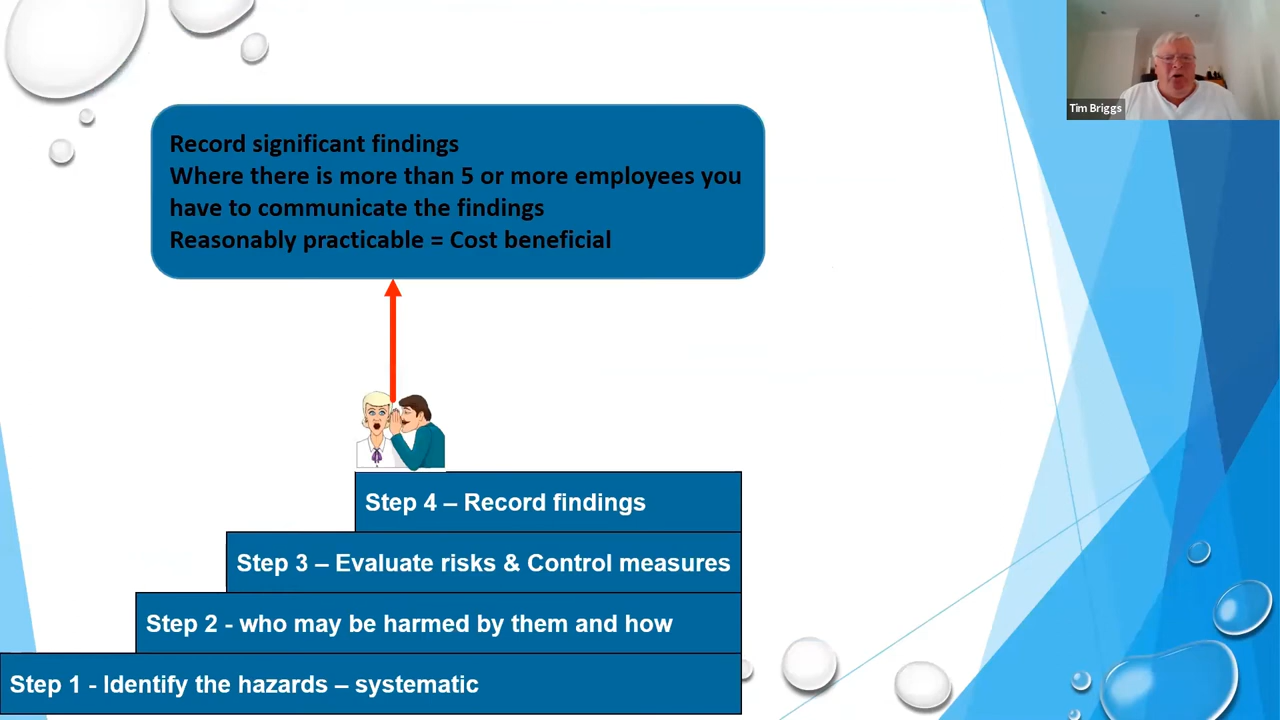 Tim Briggs
Record significant findings
Where there is more than 5 or more employees you
have to communicate the findings
Reasonably practicable = Cost beneficial
Step 4 – Record findings
Step 3 – Evaluate risks & Control measures
Step 2 - who may be harmed by them and how
Step 1 - Identify the hazards – systematic